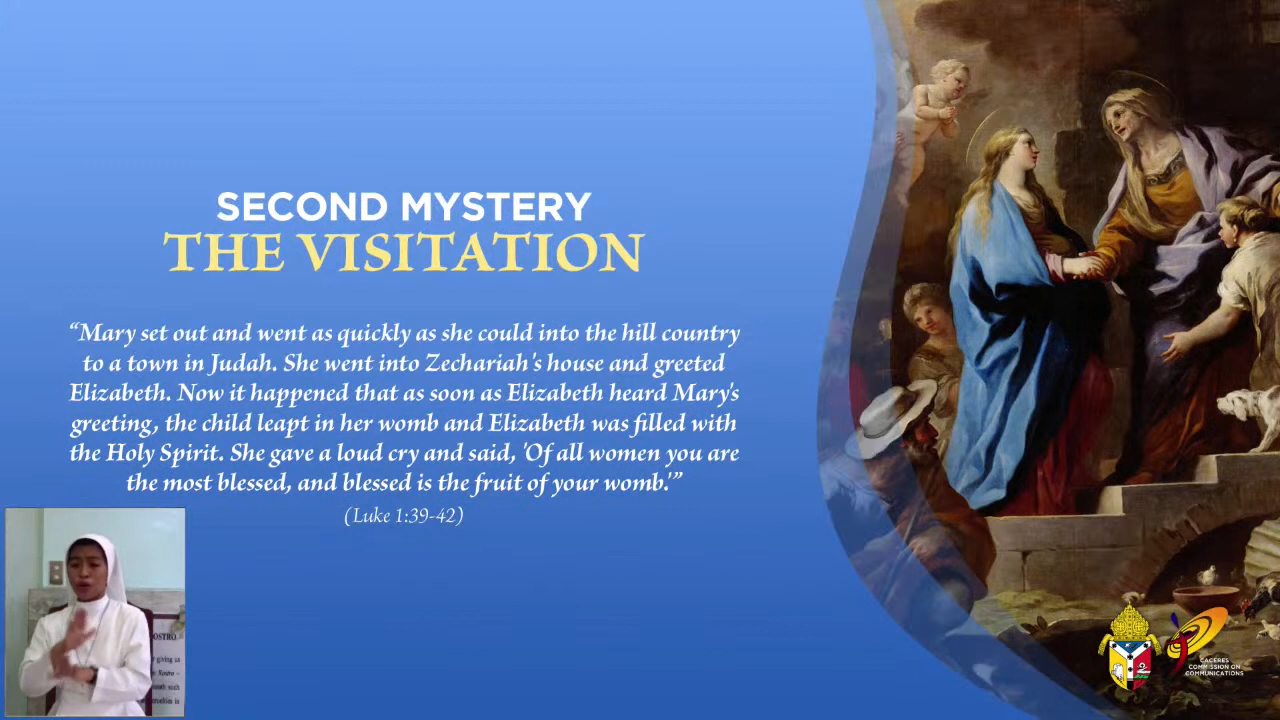 SECOND MYSTERY
THE VISITATION
“Mary set out and went as quickly as she could into the hill country
to a town in Judah. She went into Zechariah's house and greeted
Elizabeth. Now it happened that as soon as Elizabeth heard Mary's
greeting, the child leapt in her womb and Elizabeth was filled with
the Holy Spirit. She gave a loud cry and said, 'Of all women you are
the most blessed, and blessed is the fruit of your womb.'”
(Luke 1:39-42)
OSTRO
giving us
such
CACERES
COMMISSION ON
COMMUNICATIONS